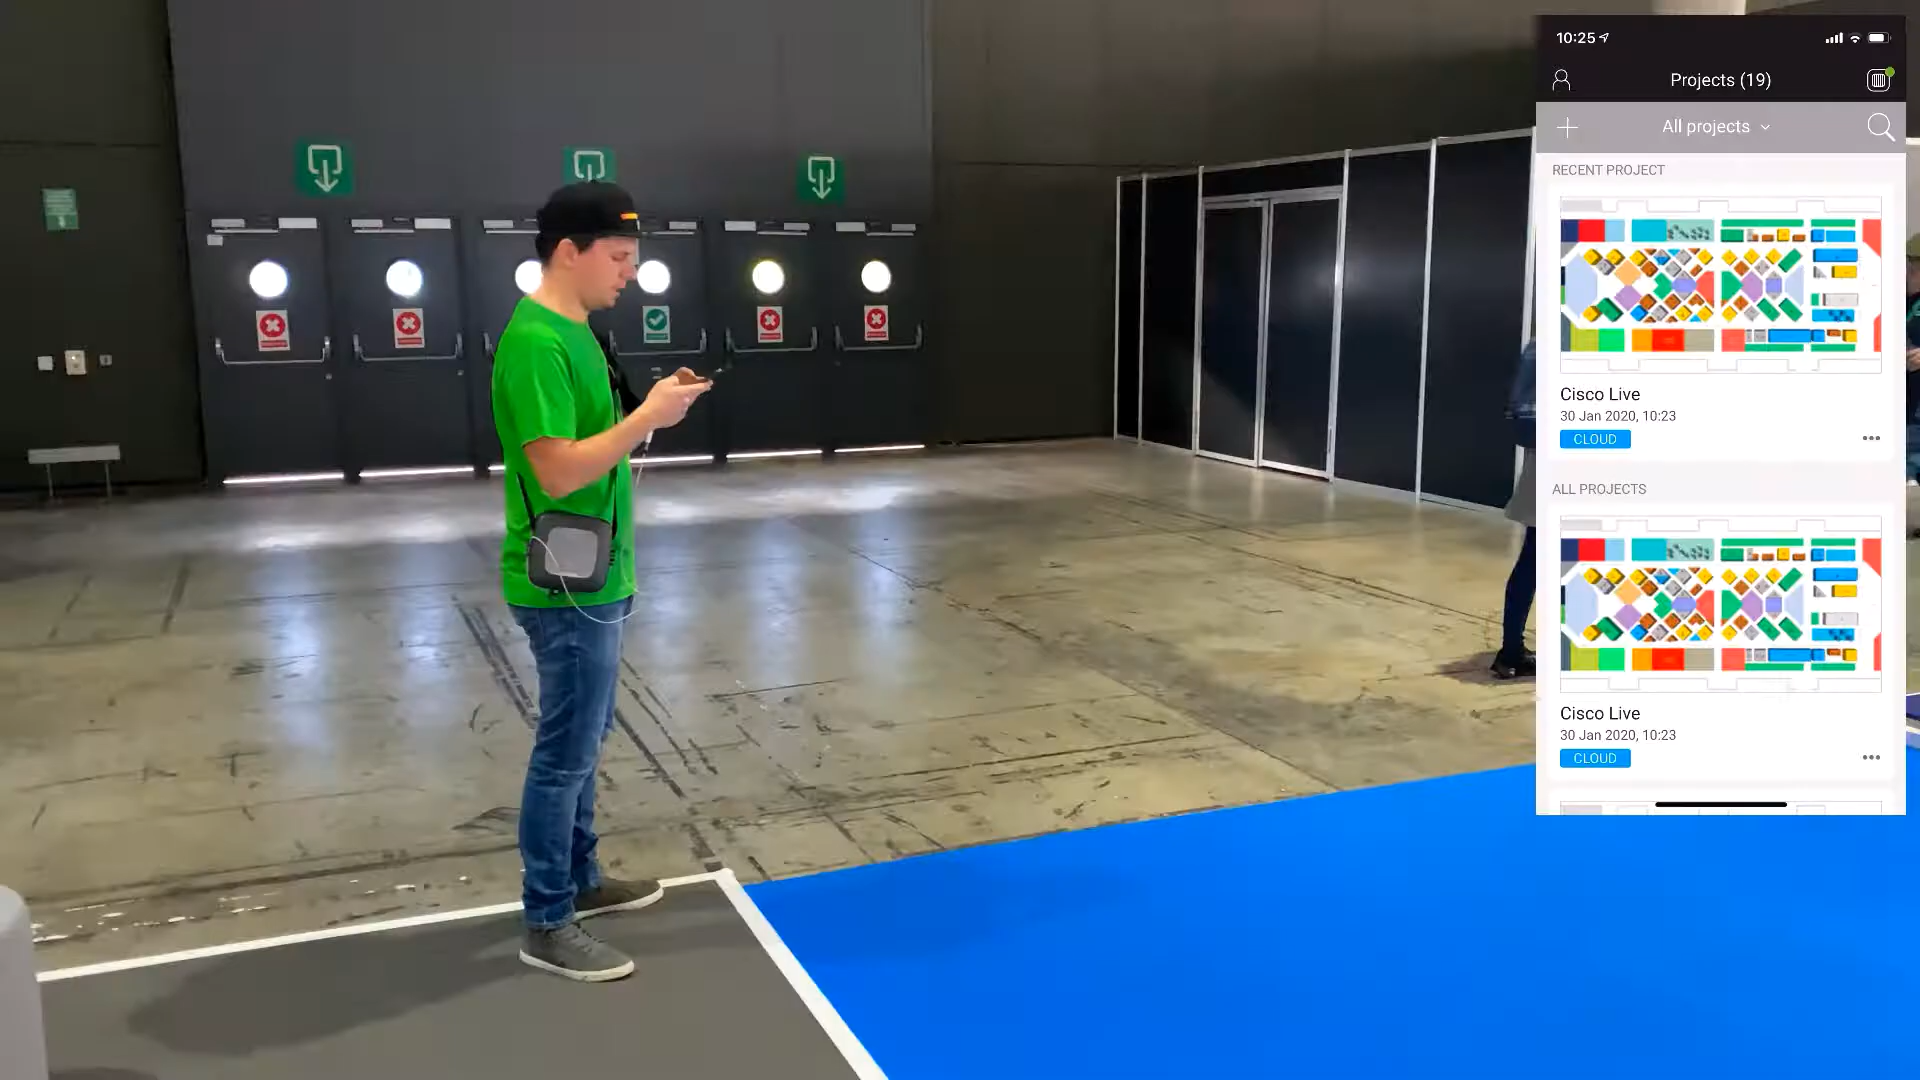 10:25
Projects (19)
All projects
RECENT PROJECT
Cisco Live
30 Jan 2020, 10:23
CLOUD
ALL PROJECTS
Cisco Live
30 Jan 2020, 10:23
CLOUD